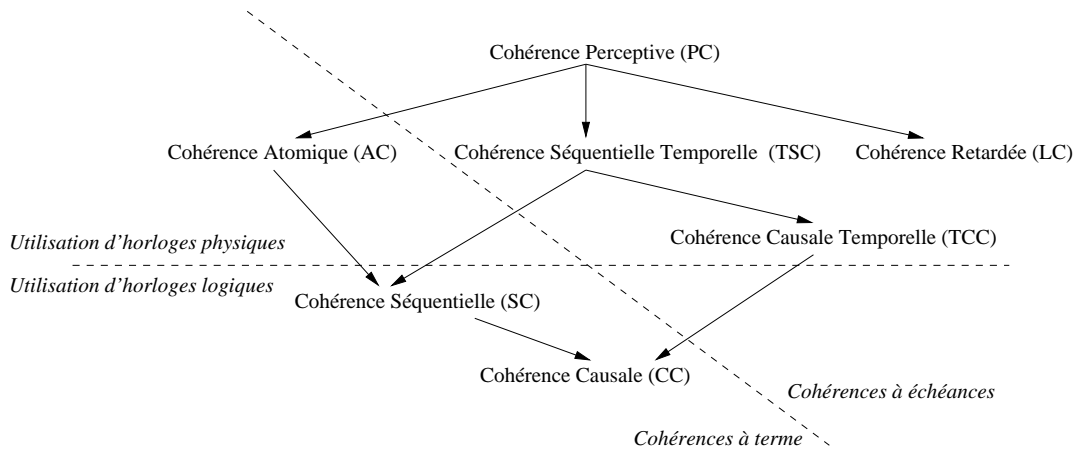 Cohérence Perceptive (PC)
Cohérence Atomique (AC)
Cohérence Séquentielle Temporelle (TSC)
Cohérence Retardée (LC)
Utilisation d'horloges physiques
Cohérence Causale Temporelle (TCC)
Utilisation d'horloges logiques
Cohérence Séquentielle (SC)
Cohérence Causale (CC)
Cohérences à échéances
Cohérences à terme